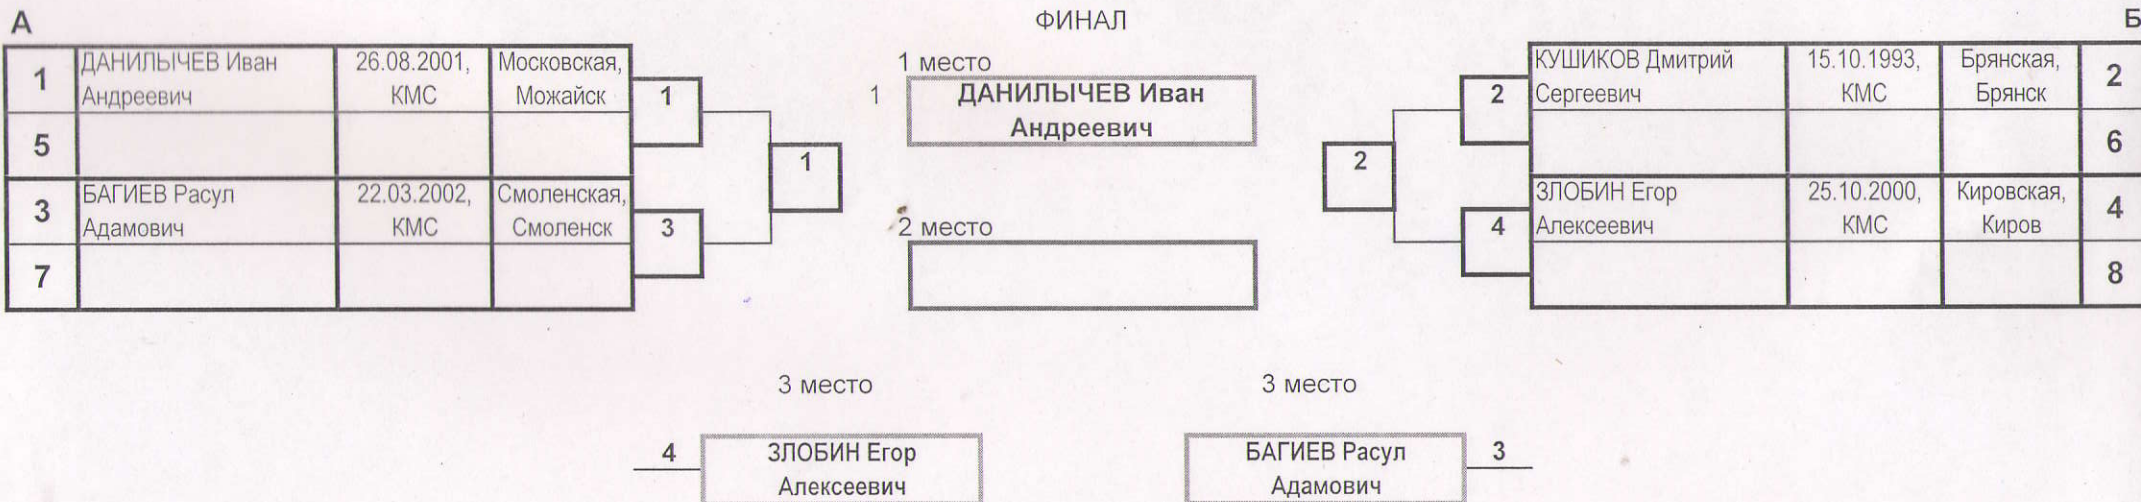 А
ФИНАЛ
Б
1 ДАНИЛЫЧЕВ Иван Андреевич 26.08.2001, КМС Московская, Можайск
5
3 БАГИЕВ Расул Адамович 22.03.2002, КМС Смоленская, Смоленск
7
1
3
1
1 место
1 ДАНИЛЫЧЕВ Иван
Андреевич
2 место
2
2
4
КУШИКОВ Дмитрий Сергеевич 15.10.1993, КМС Брянская, Брянск 2
6
ЗЛОБИН Егор Алексеевич 25.10.2000, КМС Кировская, Киров 4
8
3 место
3 место
4 ЗЛОБИН Егор
Алексеевич
БАГИЕВ Расул 3
Адамович